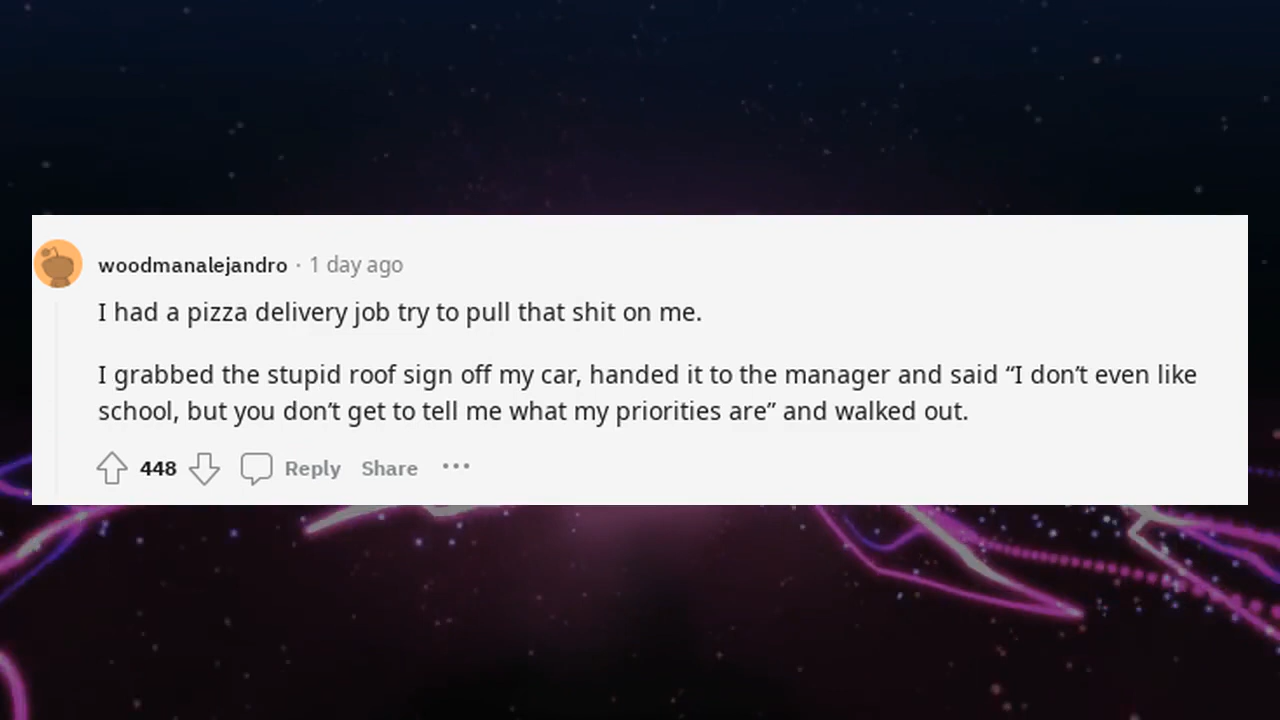 woodmanalejandro · 1 day ago
I had a pizza delivery job try to pull that shit on me.
I grabbed the stupid roof sign off my car, handed it to the manager and said “I don’t even like
school, but you don’t get to tell me what my priorities are” and walked out.
448 Reply Share ···